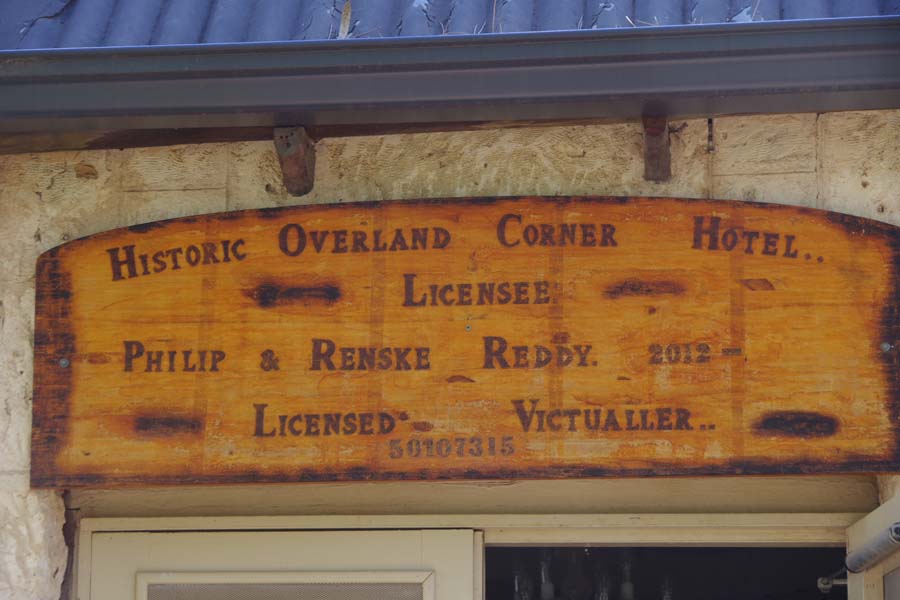 Historic Overland Corner Hotel..
Licensee
Philip & Renske Reddy. 2012 -
Licensed Victualler..
50107315